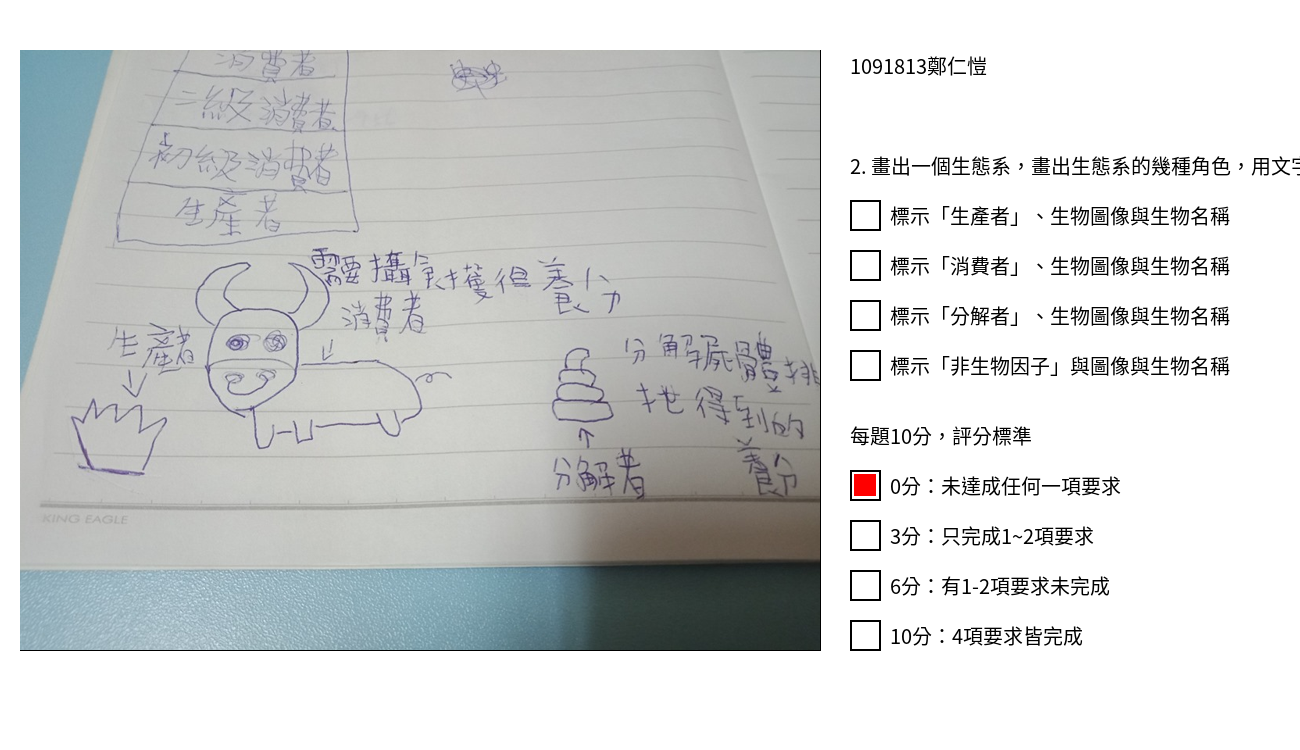 消費者
二級消費者
初級消費者
生產者
需要攝氣獲得養分
消費者
生產者
分解屍體排
地得到的
養分
分解者
KING EAGLE
1091813鄭仁愷
2. 畫出一個生態系，畫出生態系的幾種角色，用文字
標示「生產者」、生物圖像與生物名稱
標示「消費者」、生物圖像與生物名稱
標示「分解者」、生物圖像與生物名稱
標示「非生物因子」與圖像與生物名稱
每題10分，評分標準
0分：未達成任何一項要求
3分：只完成1~2項要求
6分：有1-2項要求未完成
10分：4項要求皆完成